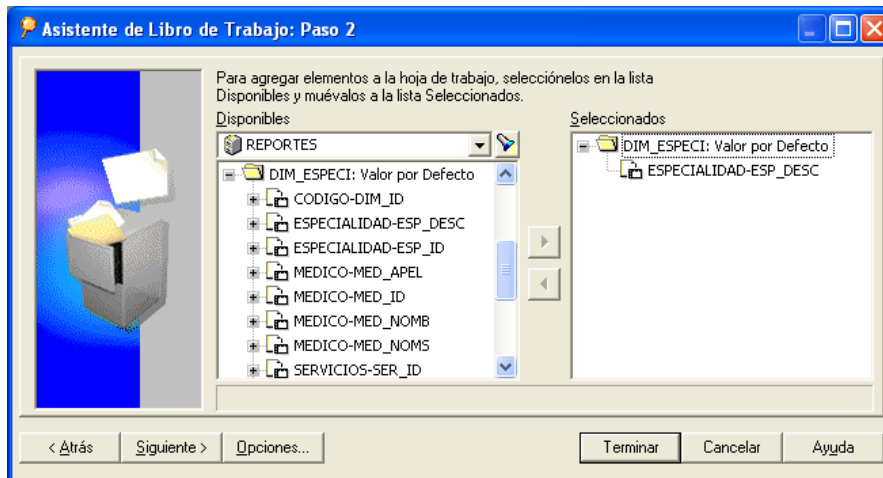 Asistente de Libro de Trabajo: Paso 2
Para agregar elementos a la hoja de trabajo, selecciónelos en la lista
Disponibles y muévalos a la lista Seleccionados.
Disponibles
REPORTES
DIM_ESPECI: Valor por Defecto
CODIGO-DIM_ID
ESPECIALIDAD-ESP_DESC
ESPECIALIDAD-ESP_ID
MEDICO-MED_APEL
MEDICO-MED_ID
MEDICO-MED_NOMB
MEDICO-MED_NOMS
SERVICIOS-SER_ID
Seleccionados
DIM_ESPECI: Valor por Defecto
ESPECIALIDAD-ESP_DESC
< Atrás Siguiente > Opciones... Terminar Cancelar Ayuda